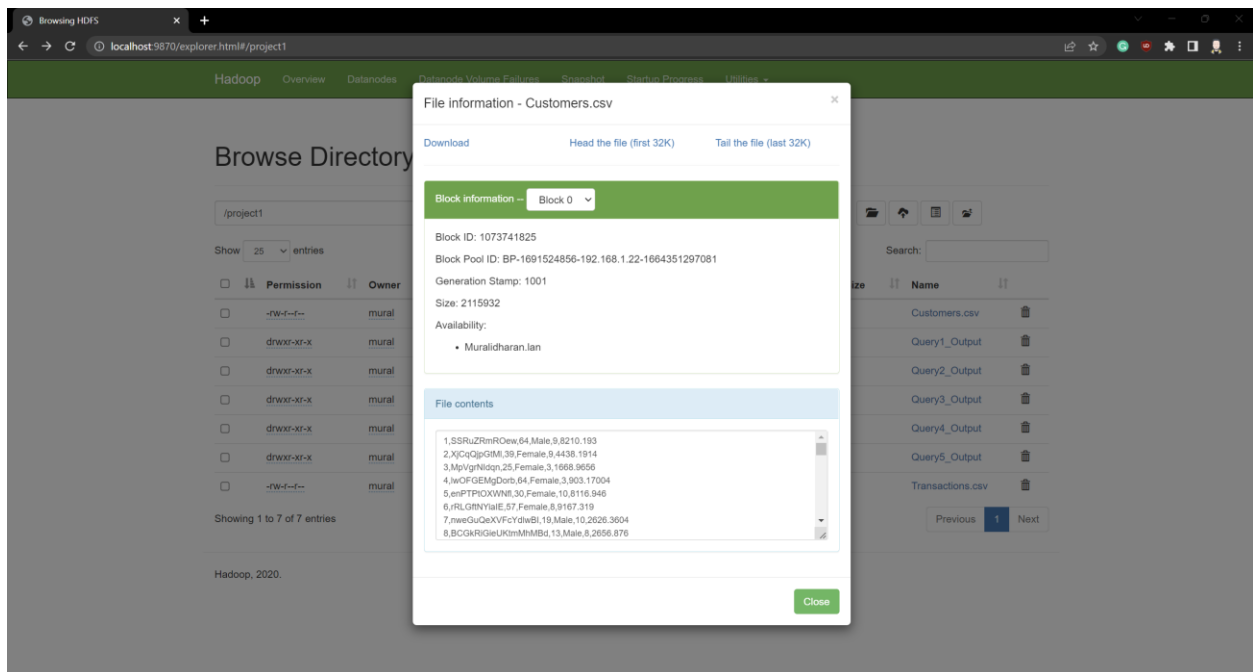 Browsing HDFS
localhost:9870/explorer.html#/project1
Hadoop Overview Datanodes Datanode Volume Failures Snapshot Startup Progress Utilities
File information - Customers.csv ×
Download Head the file (first 32K) Tail the file (last 32K)
Browse Directory
Block information -- Block 0
/project1
Block ID: 1073741825
Show 25 entries Search:
Block Pool ID: BP-1691524856-192.168.1.22-1664351297081
Permission Owner ize Name
Generation Stamp: 1001
Size: 2115932
-rw-r--r-- mural Customers.csv
Availability:
drwxr-xr-x mural Query1_Output
• Muralidharan.lan
drwxr-xr-x mural Query2_Output
drwxr-xr-x mural Query3_Output
File contents
drwxr-xr-x mural Query4_Output
1,SSRuZRmROew,64,Male,9,8210.193
2,XjCqQjpGtMl,39,Female,9,4438.1914
drwxr-xr-x mural Query5_Output
3,MpVgrNldqn,25,Female,3,1668.9656
4,lwOFGEMgDorb,64,Female,3,903.17004
-rw-r--r-- mural Transactions.csv
5,enPTPtOXWNfl,30,Female,10,8116.946
6,rRLGftNYlaIE,57,Female,8,9167.319
Showing 1 to 7 of 7 entries Previous 1 Next
7,nweGuQeXVFcYdlwBl,19,Male,10,2626.3604
8,BCGkRiGieUKtmMhMBd,13,Male,8,2656.876
Hadoop, 2020.
Close